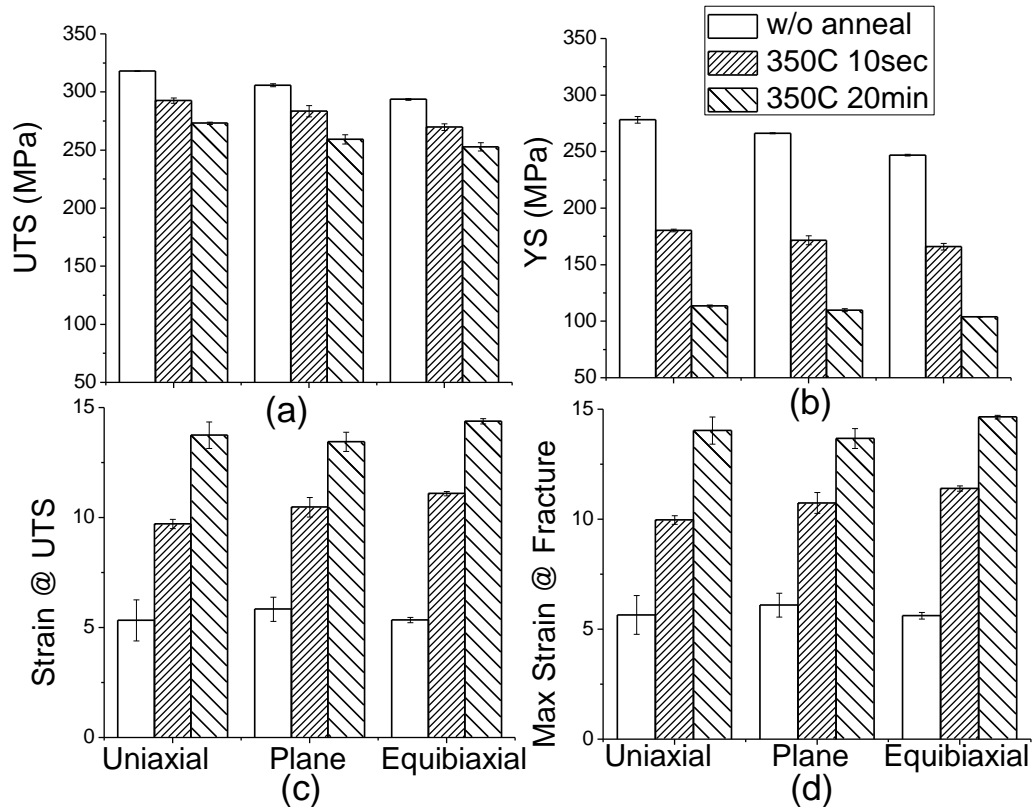 350
300
250
200
150
100
50
UTS (MPa)
(a)
w/o anneal
350C 10sec
350C 20min
350
300
250
200
150
100
50
YS (MPa)
(b)
15
10
5
0
Strain @ UTS
Uniaxial Plane Equibiaxial
(c)
15
10
5
0
Max Strain @ Fracture
Uniaxial Plane Equibiaxial
(d)